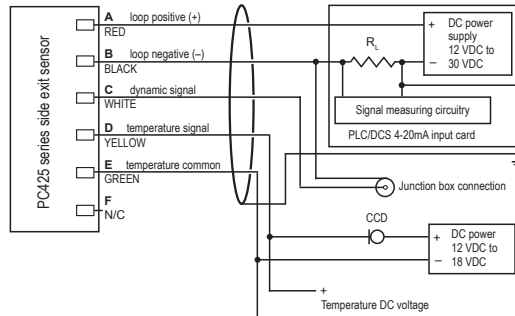 PC425 series side exit sensor
A loop positive (+)
RED
B loop negative (–)
BLACK
C dynamic signal
WHITE
D temperature signal
YELLOW
E temperature common
GREEN
F
N/C
RL
+
–
DC power
supply
12 VDC to
30 VDC
Signal measuring circuitry
PLC/DCS 4-20mA input card
Junction box connection
CCD
+
–
DC power
12 VDC to
18 VDC
+
Temperature DC voltage